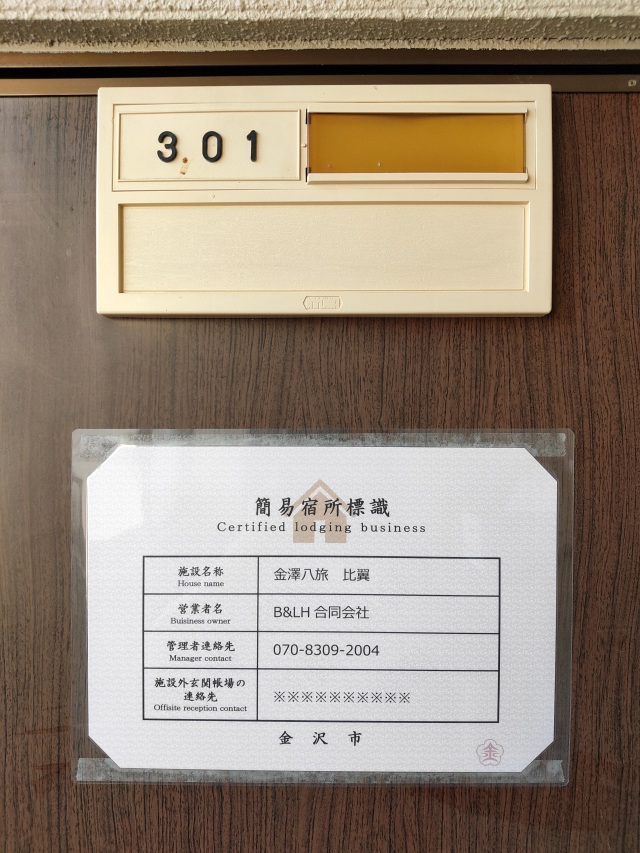 301
簡易宿所標識
Certified lodging business
施設名称
House name
金澤八旅 比翼
営業者名
Buisiness owner
B&LH 合同会社
管理者連絡先
Manager contact
070-8309-2004
施設外玄関帳場の
連絡先
Offisite reception contact
※※※※※※※※※※
金沢市